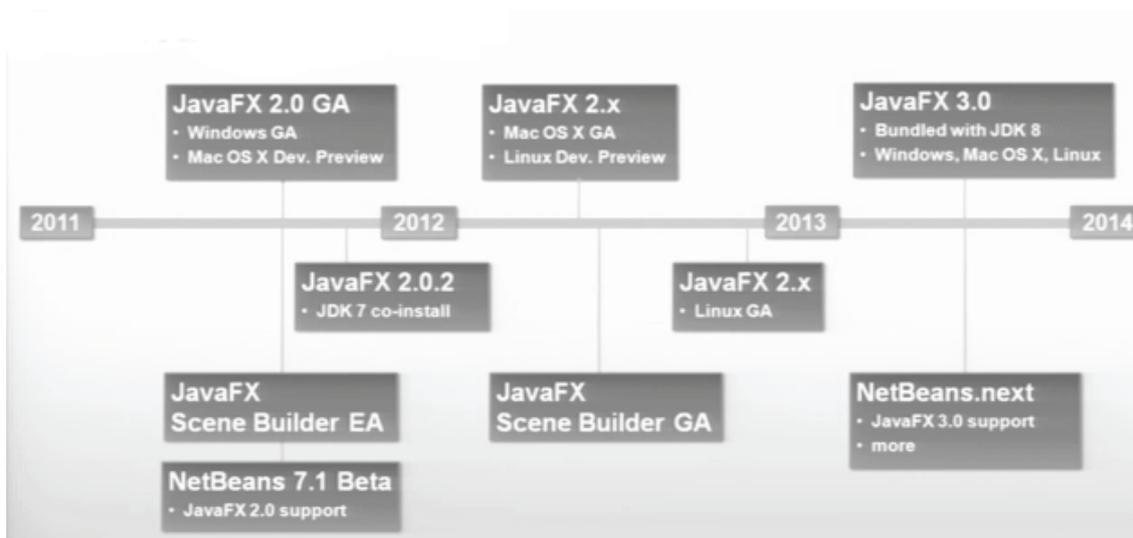 JavaFX 2.0 GA
• Windows GA
• Mac OS X Dev. Preview
JavaFX 2.x
• Mac OS X GA
• Linux Dev. Preview
JavaFX 3.0
• Bundled with JDK 8
• Windows, Mac OS X, Linux
2011
2012
2013
2014
JavaFX 2.0.2
• JDK 7 co-install
JavaFX 2.x
• Linux GA
JavaFX
Scene Builder EA
JavaFX
Scene Builder GA
NetBeans.next
• JavaFX 3.0 support
• more
NetBeans 7.1 Beta
• JavaFX 2.0 support